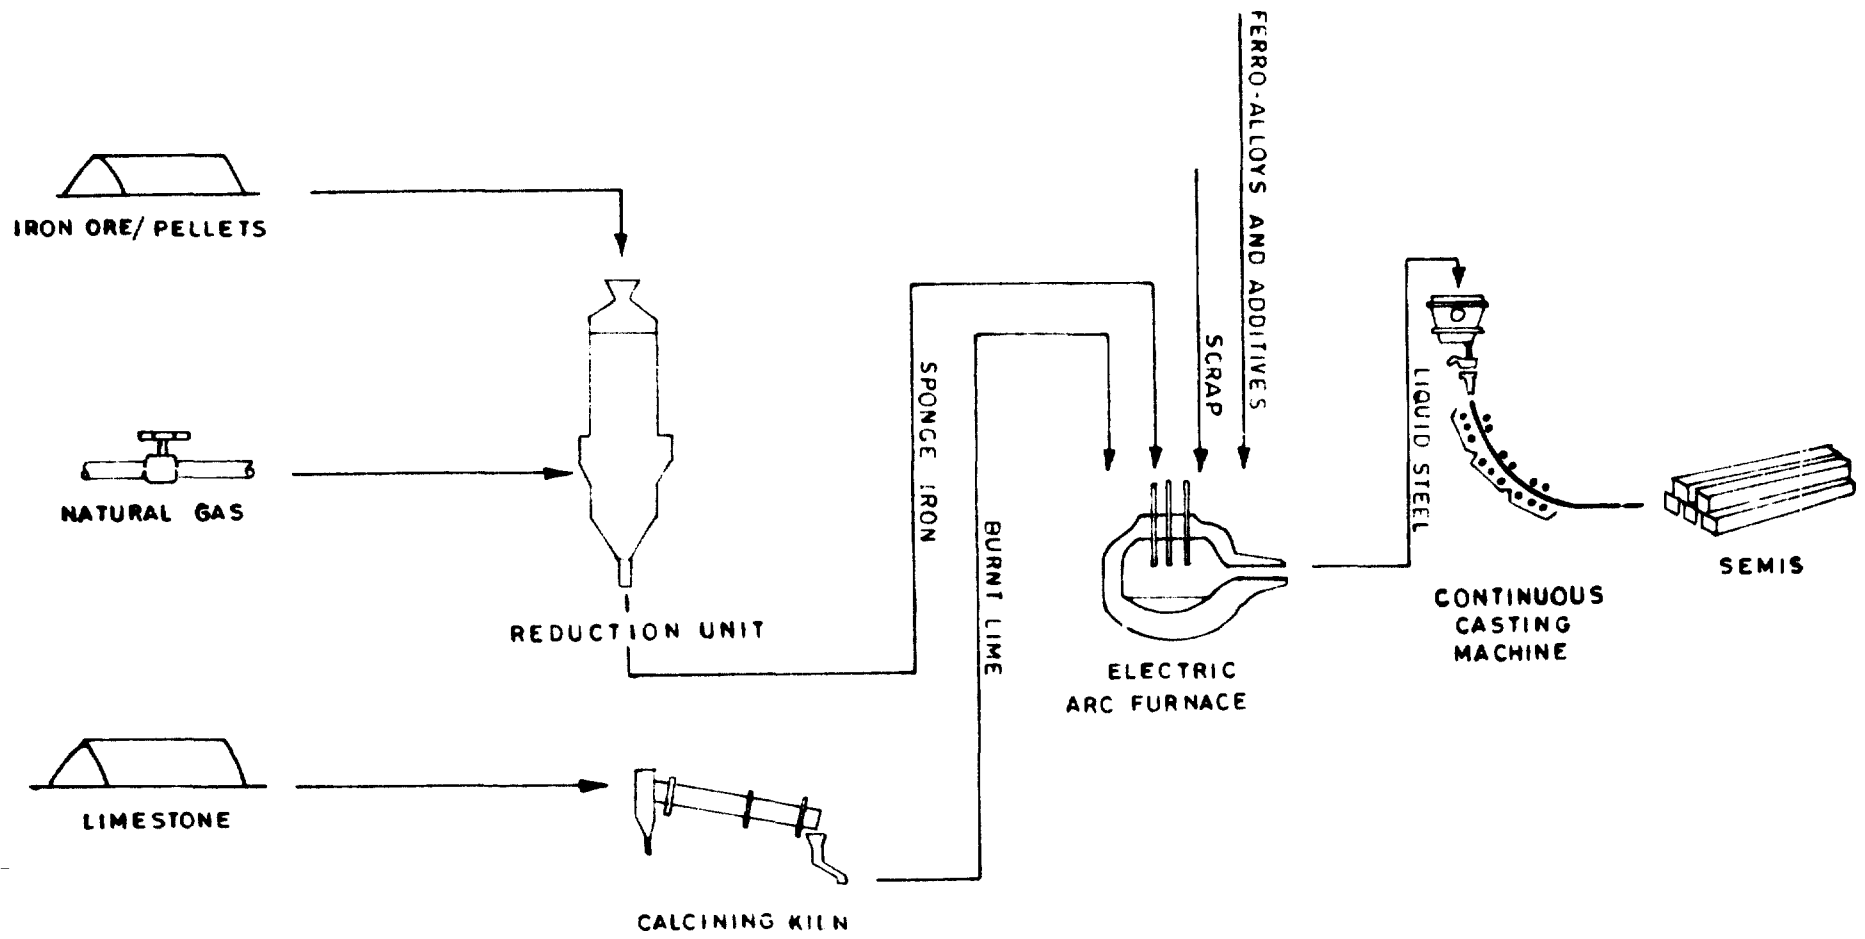 FERRO-ALLOYS AND ADDITIVES
IRON ORE/ PELLETS
SCRAP
SPONGE IRON
LIQUID STEEL
NATURAL GAS
BURNT LIME
SEMIS
CONTINUOUS
CASTING
MACHINE
REDUCTION UNIT
ELECTRIC
ARC FURNACE
LIMESTONE
CALCINING KILN